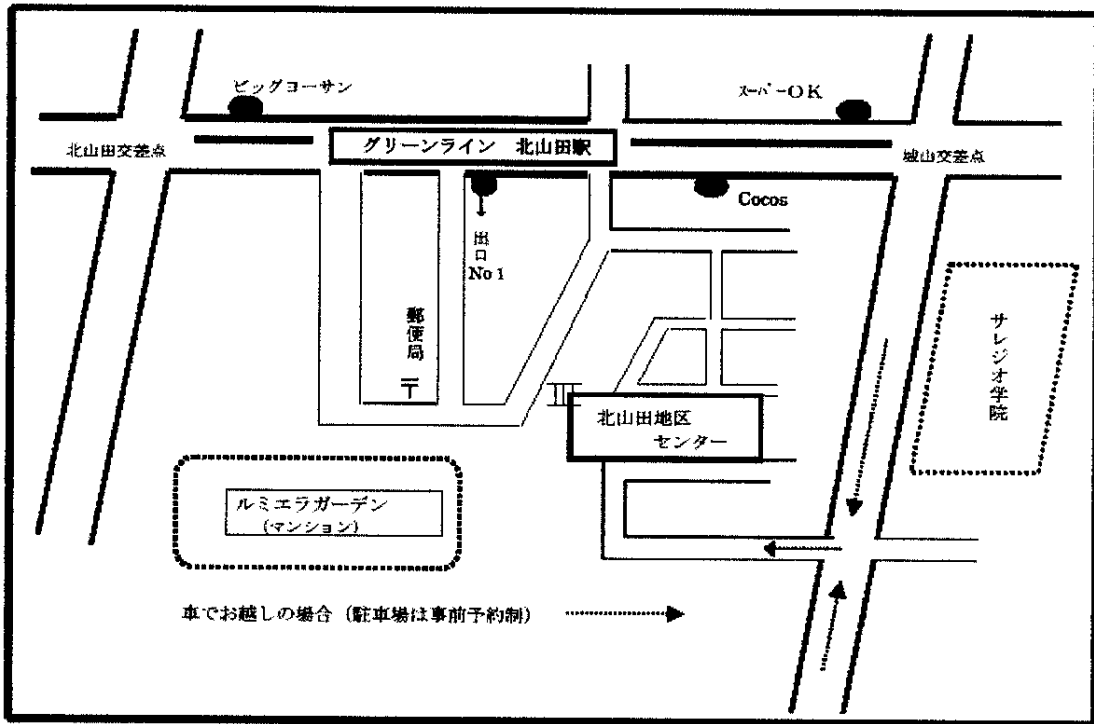 ビッグヨーサン
スーパーOK
北山田交差点
グリーンライン 北山田駅
城山交差点
Cocos
出口
No 1
郵便局
〒
サレジオ学院
北山田地区
センター
ルミエラガーデン
(マンション)
車でお越しの場合 (駐車場は事前予約制)